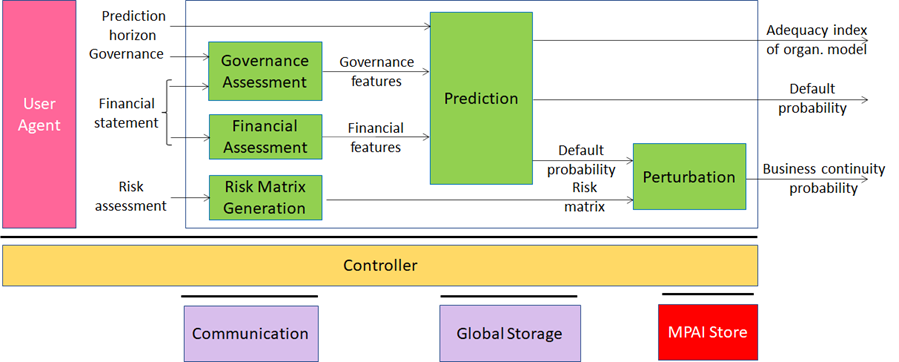 User
Agent
Prediction
horizon
Governance
Financial
statement
Risk
assessment
Governance
Assessment
Financial
Assessment
Risk Matrix
Generation
Governance
features
Financial
features
Prediction
Default
probability
Risk
matrix
Perturbation
Adequacy index
of organ. model
Default
probability
Business continuity
probability
Controller
Communication
Global Storage
MPAI Store